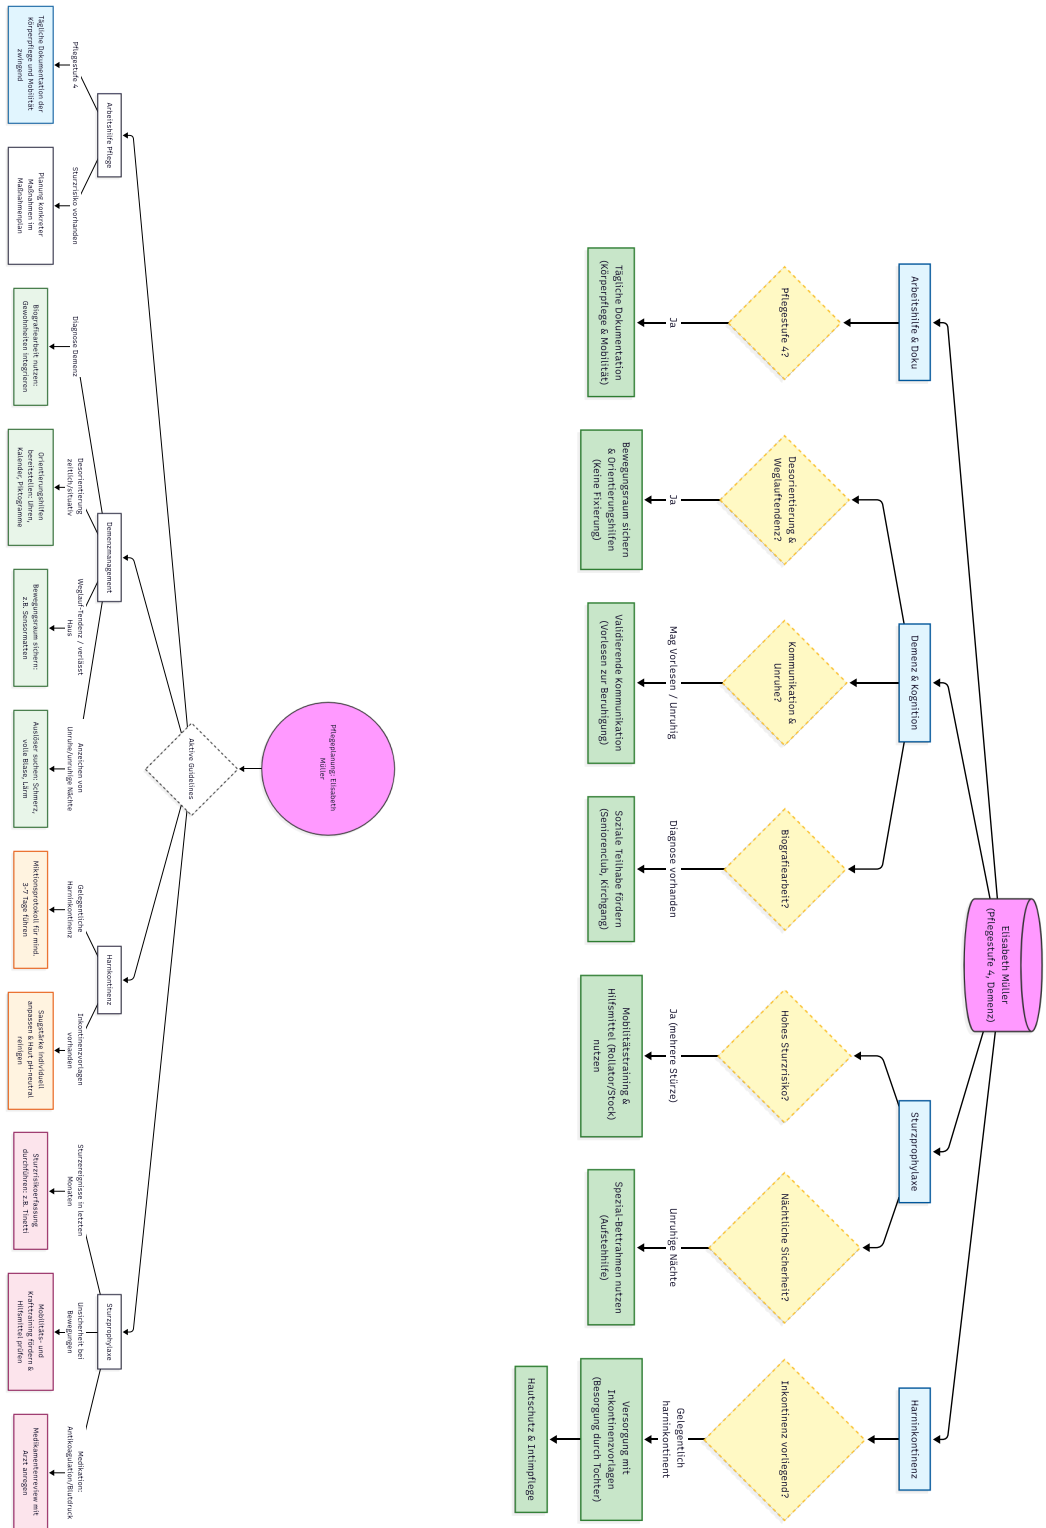 Elisabeth Müller
(Pflegestufe 4, Demenz)
Arbeitshilfe & Doku
Demenz & Kognition
Sturzprophylaxe
Harninkontinenz
Pflegestufe 4?
Desorientierung &
Weglauftendenz?
Kommunikation &
Unruhe?
Biografiearbeit?
Hohes Sturzrisiko?
Nächtliche Sicherheit?
Inkontinenz vorliegend?
Ja
Ja
Mag Vorlesen / Unruhig
Diagnose vorhanden
Ja (mehrere Stürze)
Unruhige Nächte
Gelegentlich
harninkontinent
Tägliche Dokumentation
(Körperpflege & Mobilität)
Bewegungsraum sichern
& Orientierungshilfen
(Keine Fixierung)
Validierende Kommunikation
(Vorlesen zur Beruhigung)
Soziale Teilhabe fördern
(Seniorenclub, Kirchgang)
Mobilitätstraining &
Hilfsmittel (Rollator/Stock)
nutzen
Spezial-Bettrahmen nutzen
(Aufstehhilfe)
Versorgung mit
Inkontinenzvorlagen
(Besorgung durch Tochter)
Hautschutz & Intimpflege
Pflegeplanung: Elisabeth
Müller
Aktive Guidelines
Arbeitshilfe Pflege
Demenzmanagement
Harnkontinenz
Sturzprophylaxe
Pflegestufe 4
Sturzrisiko vorhanden
Diagnose Demenz
Desorientierung
zeitlich/situativ
Weglauf-Tendenz / verlässt
Haus
Anzeichen von
Unruhe/unruhige Nächte
Gelegentliche
Harninkontinenz
Inkontinenzvorlagen
vorhanden
Sturzereignisse in letzten
Monaten
Unsicherheit bei
Bewegungen
Medikation:
Antikoagulation/Blutdruck
Tägliche Dokumentation der
Körperpflege und Mobilität
zwingend
Planung konkreter
Maßnahmen im
Maßnahmenplan
Biografiearbeit nutzen:
Gewohnheiten integrieren
Orientierungshilfen
bereitstellen: Uhren,
Kalender, Piktogramme
Bewegungsraum sichern:
z.B. Sensormatten
Auslöser suchen: Schmerz,
volle Blase, Lärm
Miktionsprotokoll für mind.
3-7 Tage führen
Saugstärke individuell
anpassen & Haut pH-neutral
reinigen
Sturzrisikoerfassung
durchführen: z.B. Tinetti
Mobilitäts- und
Krafttraining fördern &
Hilfsmittel prüfen
Medikamentenreview mit
Arzt anregen